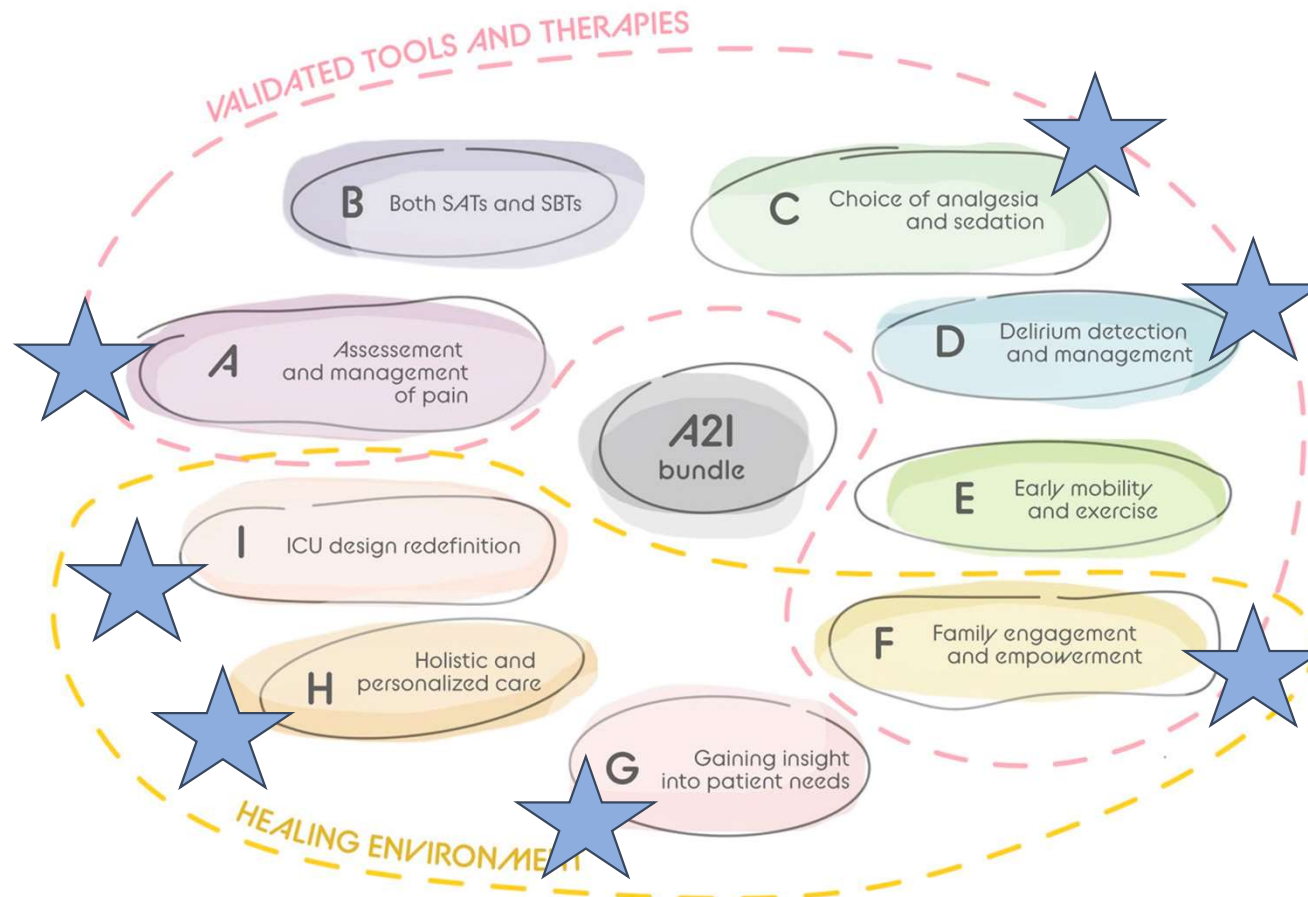 VALIDATED TOOLS AND THERAPIES
B Both SATs and SBTs
C Choice of analgesia
and sedation
A Assessement
and management
of pain
D Delirium detection
and management
A2I
bundle
E Early mobility
and exercise
I ICU design redefinition
F Family engagement
and empowerment
H Holistic and
personalized care
G Gaining insight
into patient needs
HEALING ENVIRONMENT